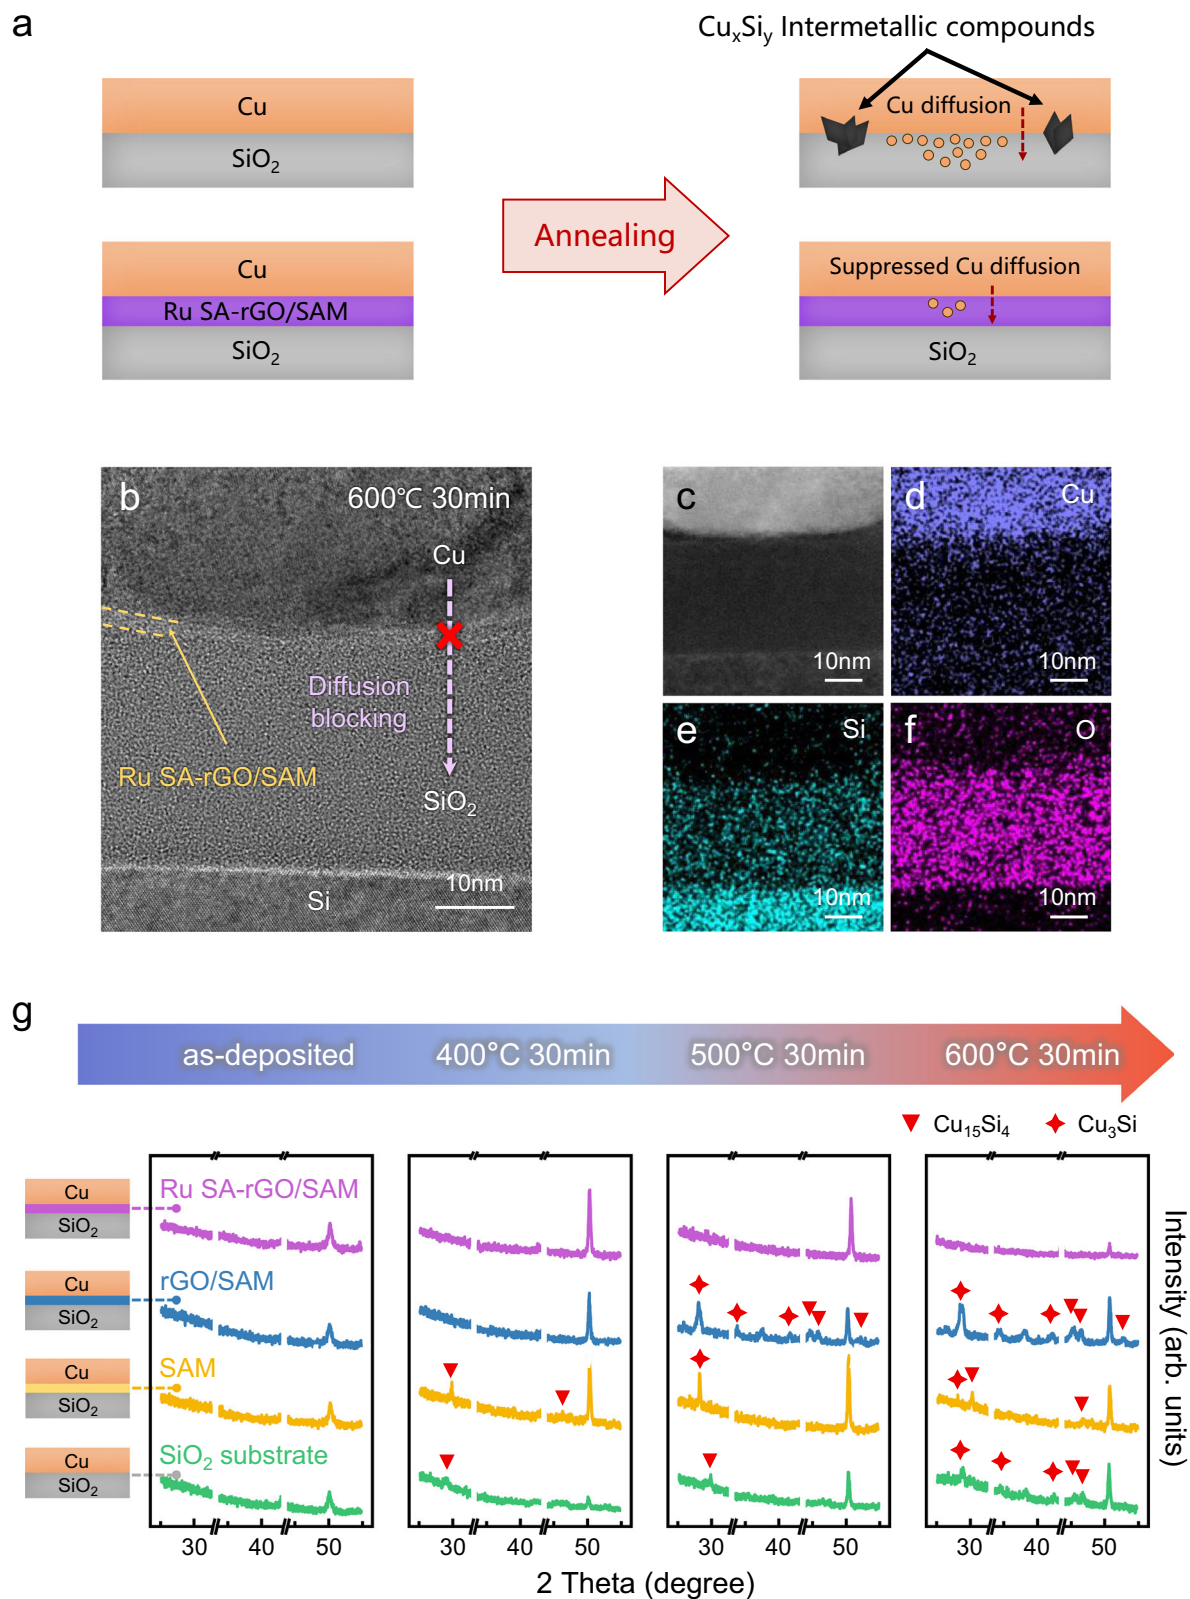 a
Cu
SiO₂
Cu
Ru SA-rGO/SAM
SiO₂
Annealing
CuₓSiᵧ Intermetallic compounds
Cu diffusion
Suppressed Cu diffusion
SiO₂
b
600℃ 30min
Cu
Diffusion
blocking
Ru SA-rGO/SAM
SiO₂
10nm
Si
c
10nm
d
Cu
10nm
e
Si
10nm
f
O
10nm
g
as-deposited
400°C 30min
500°C 30min
600°C 30min
Cu₁₅Si₄
Cu₃Si
Cu
SiO₂
Ru SA-rGO/SAM
Cu
SiO₂
rGO/SAM
Cu
SiO₂
SAM
Cu
SiO₂
SiO₂ substrate
30 40 50
30 40 50
30 40 50
30 40 50
2 Theta (degree)
Intensity (arb. units)